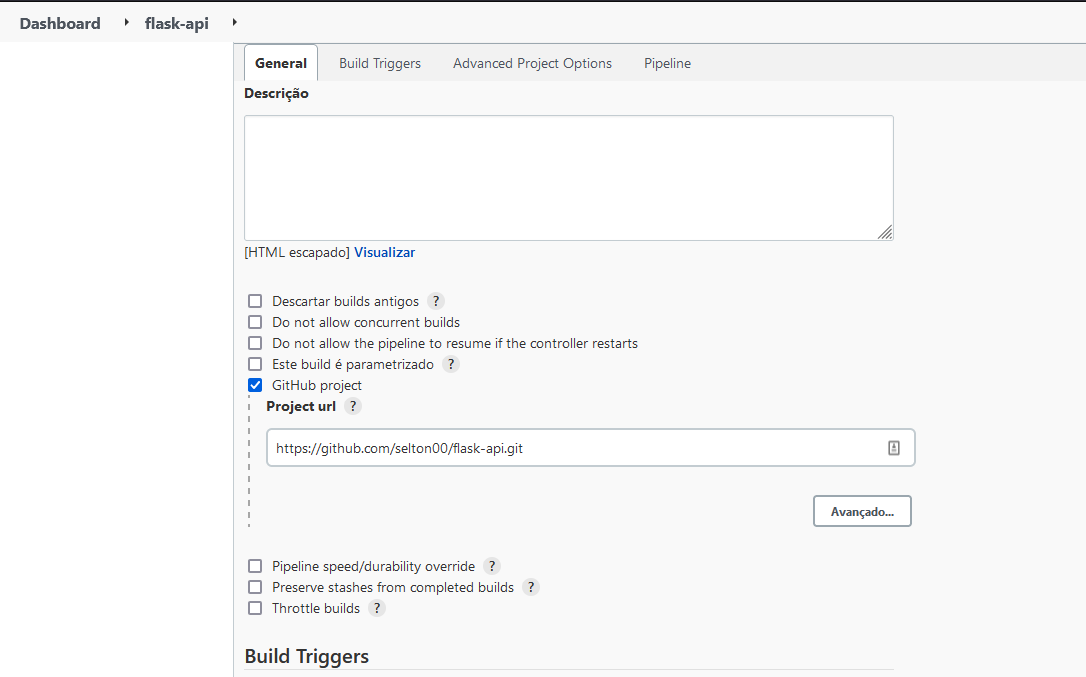 Dashboard flask-api
General Build Triggers Advanced Project Options Pipeline
Descrição
[HTML escapado] Visualizar
Descartar builds antigos ?
Do not allow concurrent builds
Do not allow the pipeline to resume if the controller restarts
Este build é parametrizado ?
GitHub project
Project url ?
https://github.com/selton00/flask-api.git
Avançado...
Pipeline speed/durability override ?
Preserve stashes from completed builds ?
Throttle builds ?
Build Triggers